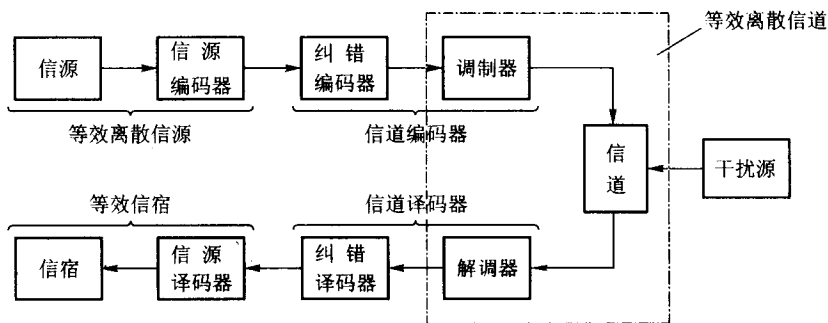 等效离散信道
信源
信源
编码器
纠错
编码器
调制器
等效离散信源
信道编码器
信
道
干扰源
等效信宿
信道译码器
信宿
信源
译码器
纠错
译码器
解调器